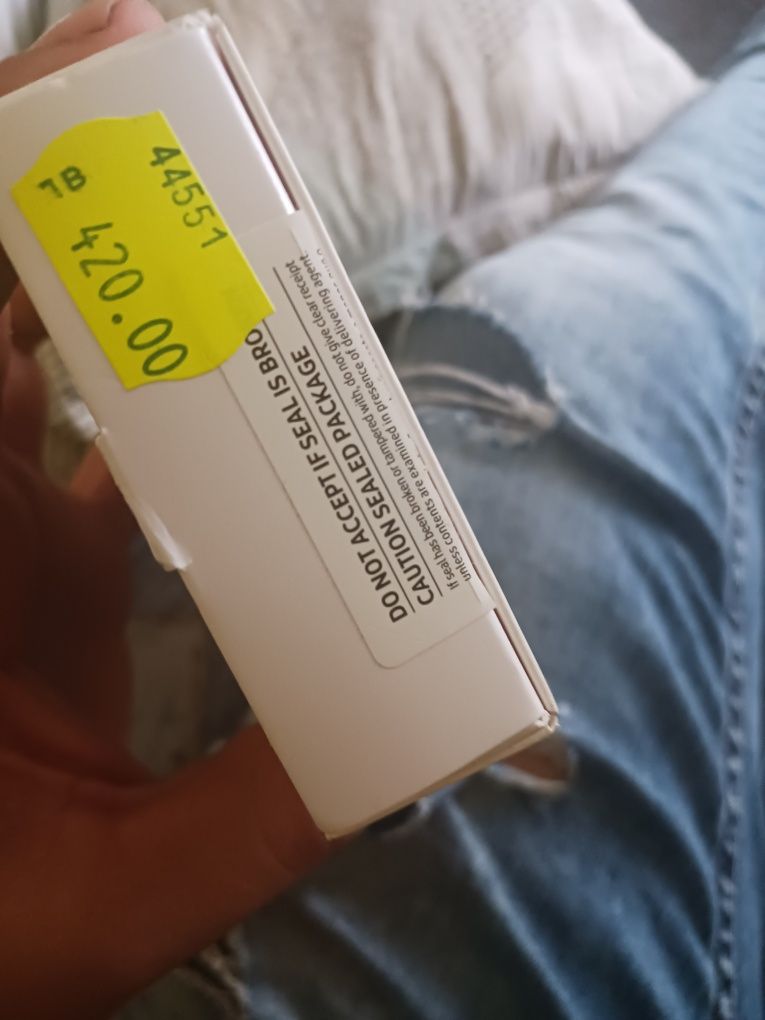 44551
TB
420.00
DO NOT ACCEPT IF SEAL IS BRO
CAUTION SEALED PACKAGE
If seal has been broken or tampered with, do not give clear receipt
unless contents are examined in presence of delivering agent.